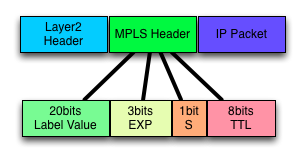 Layer2
Header
MPLS Header
IP Packet
20bits
Label Value
3bits
EXP
1bit
S
8bits
TTL